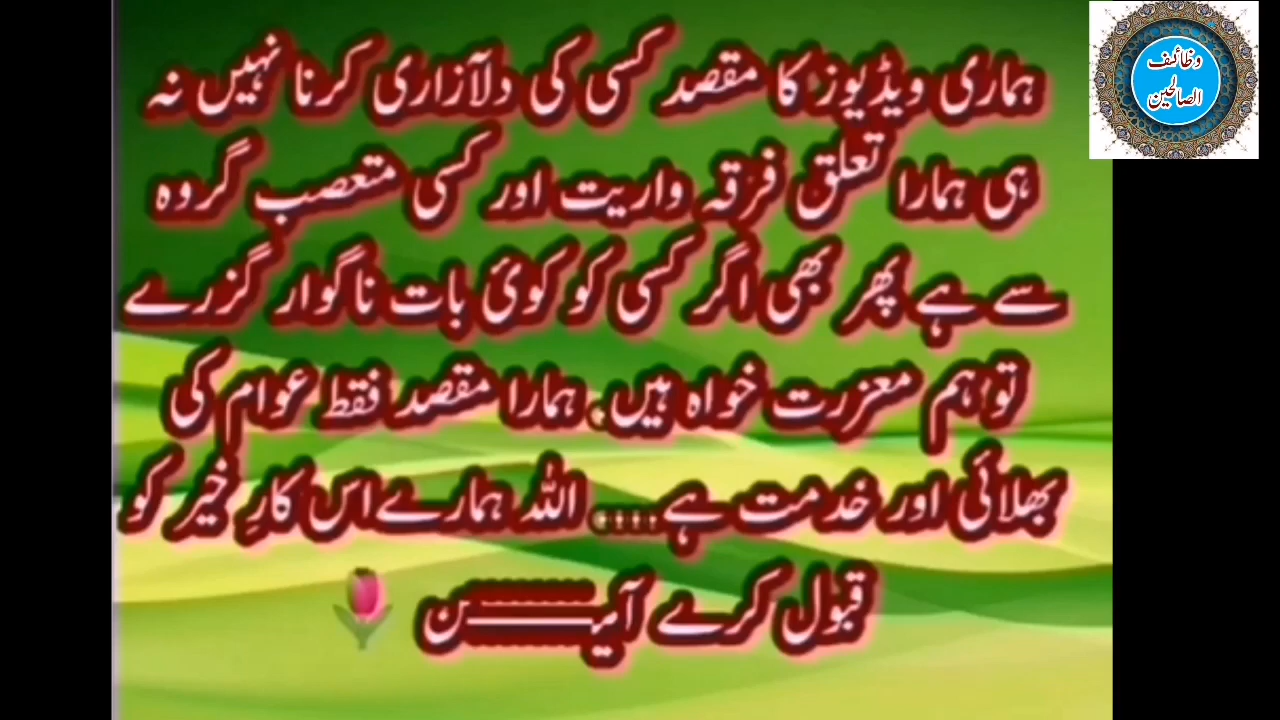 ہماری ویڈیوز کا مقصد کسی کی دلآزاری کرنا نہیں نہ
ہی ہمارا تعلق فرقہ واریت اور کسی متعصب گروہ
سے ہے پھر بھی اگر کسی کو کوئ بات ناگوار گزرے
تو ہم معزرت خواہ ہیں. ہمارا مقصد فقط عوام کی
بھلائی اور خدمت ہے.... اللہ ہمارے اس کارِ خیر کو
قبول کرے آمیـــــــن
وظائف
الصالحین